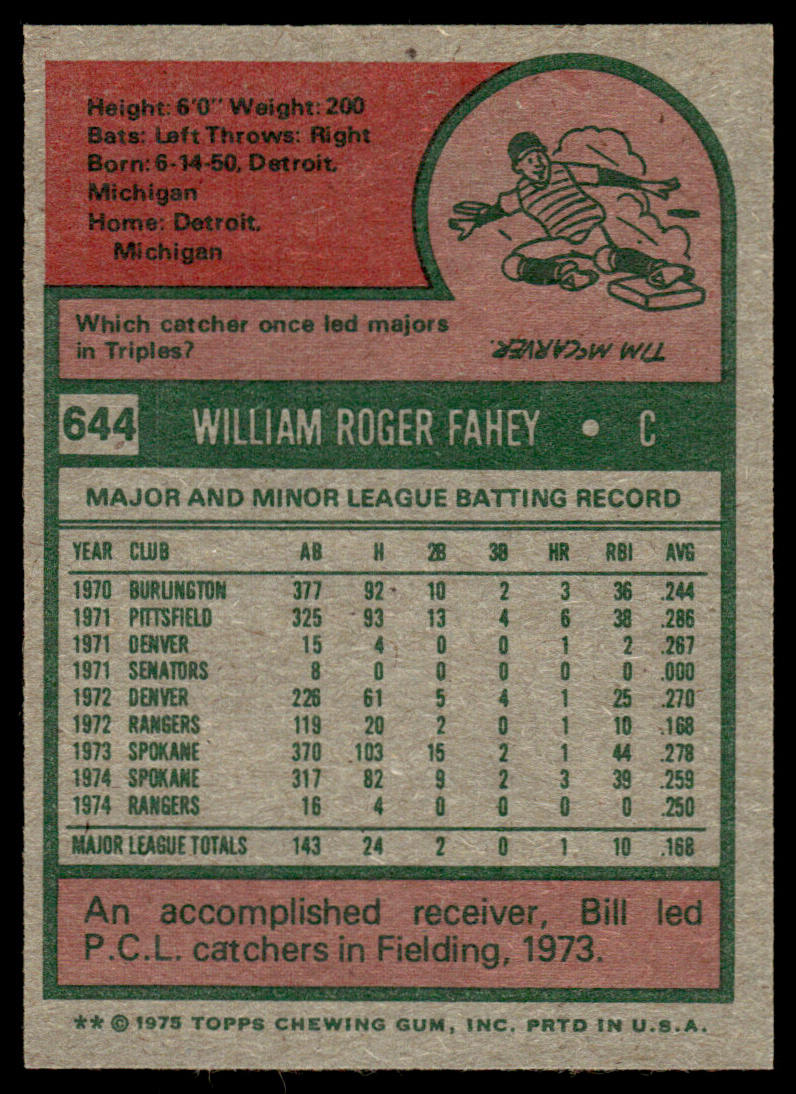 Height: 6'0" Weight: 200
Bats: Left Throws: Right
Born: 6-14-50, Detroit,
Michigan
Home: Detroit,
Michigan
Which catcher once led majors
in Triples?
TIM McCARVER.
644 WILLIAM ROGER FAHEY • C
MAJOR AND MINOR LEAGUE BATTING RECORD
YEAR CLUB AB H 2B 3B HR RBI AVG
1970 BURLINGTON 377 92 10 2 3 36 .244
1971 PITTSFIELD 325 93 13 4 6 38 .286
1971 DENVER 15 4 0 0 1 2 .267
1971 SENATORS 8 0 0 0 0 0 .000
1972 DENVER 226 61 5 4 1 25 .270
1972 RANGERS 119 20 2 0 1 10 .168
1973 SPOKANE 370 103 15 2 1 44 .278
1974 SPOKANE 317 82 9 2 3 39 .259
1974 RANGERS 16 4 0 0 0 0 .250
MAJOR LEAGUE TOTALS 143 24 2 0 1 10 .168
An accomplished receiver, Bill led
P.C.L. catchers in Fielding, 1973.
** © 1975 TOPPS CHEWING GUM, INC. PRTD IN U.S.A.